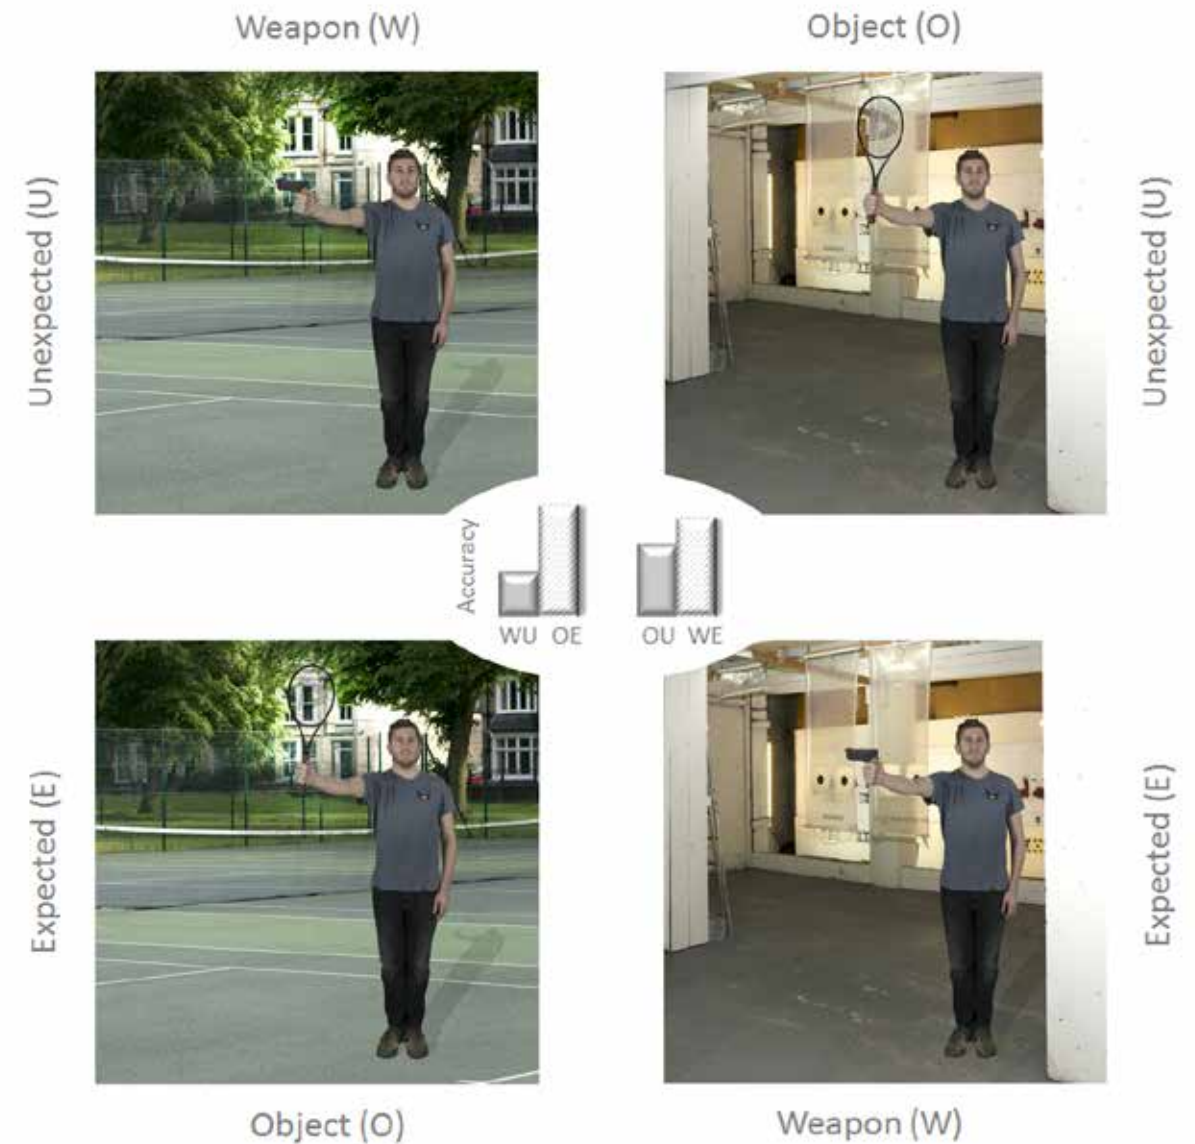 Weapon (W)
Object (O)
Unexpected (U)
Unexpected (U)
Accuracy
WU OE
OU WE
Expected (E)
Expected (E)
Object (O)
Weapon (W)